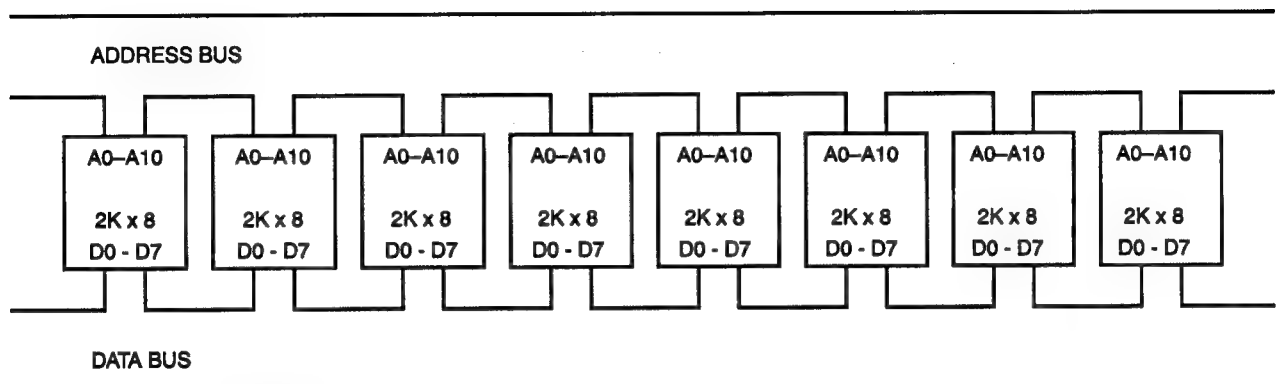 ADDRESS BUS
A0–A10 A0–A10 A0–A10 A0–A10 A0–A10 A0–A10 A0–A10 A0–A10
2K x 8 2K x 8 2K x 8 2K x 8 2K x 8 2K x 8 2K x 8 2K x 8
D0 - D7 D0 - D7 D0 - D7 D0 - D7 D0 - D7 D0 - D7 D0 - D7 D0 - D7
DATA BUS